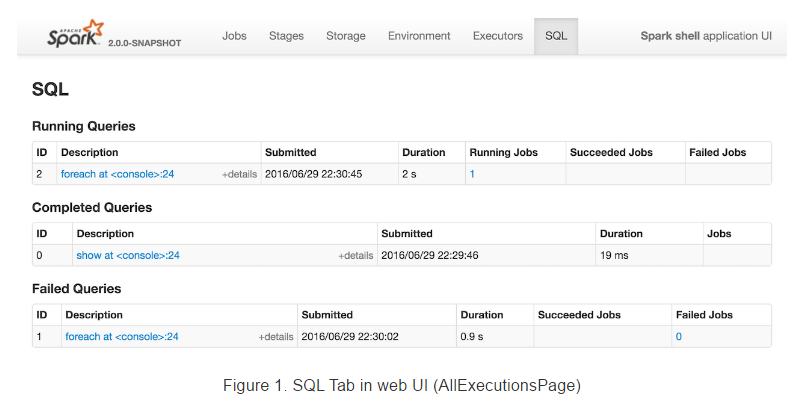 APACHE
Spark 2.0.0-SNAPSHOT Jobs Stages Storage Environment Executors SQL Spark shell application UI
SQL
Running Queries
ID Description Submitted Duration Running Jobs Succeeded Jobs Failed Jobs
2 foreach at <console>:24 +details 2016/06/29 22:30:45 2 s 1
Completed Queries
ID Description Submitted Duration Jobs
0 show at <console>:24 +details 2016/06/29 22:29:46 19 ms
Failed Queries
ID Description Submitted Duration Succeeded Jobs Failed Jobs
1 foreach at <console>:24 +details 2016/06/29 22:30:02 0.9 s 0
Figure 1. SQL Tab in web UI (AllExecutionsPage)